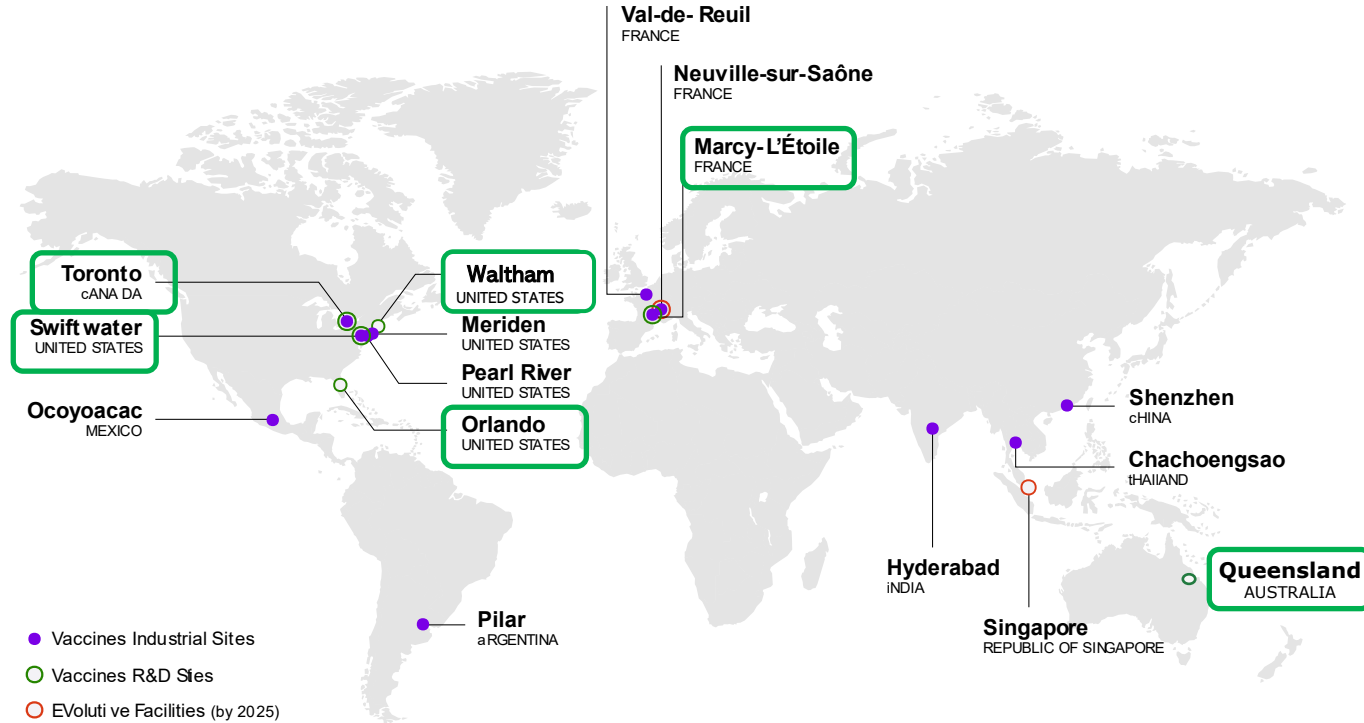 Val-de- Reuil
FRANCE
Neuville-sur-Saône
FRANCE
Marcy-L'Étoile
FRANCE
Toronto
cANA DA
Waltham
UNITED STATES
Swift water
UNITED STATES
Meriden
UNITED STATES
Pearl River
UNITED STATES
Ocoyoacac
MEXICO
Orlando
UNITED STATES
Shenzhen
cHINA
Chachoengsao
tHAIIAND
Hyderabad
iNDIA
Queensland
AUSTRALIA
Pilar
aRGENTINA
Singapore
REPUBLIC OF SINGAPORE
Vaccines Industrial Sites
Vaccines R&D Sties
EVoluti ve Facilities (by 2025)